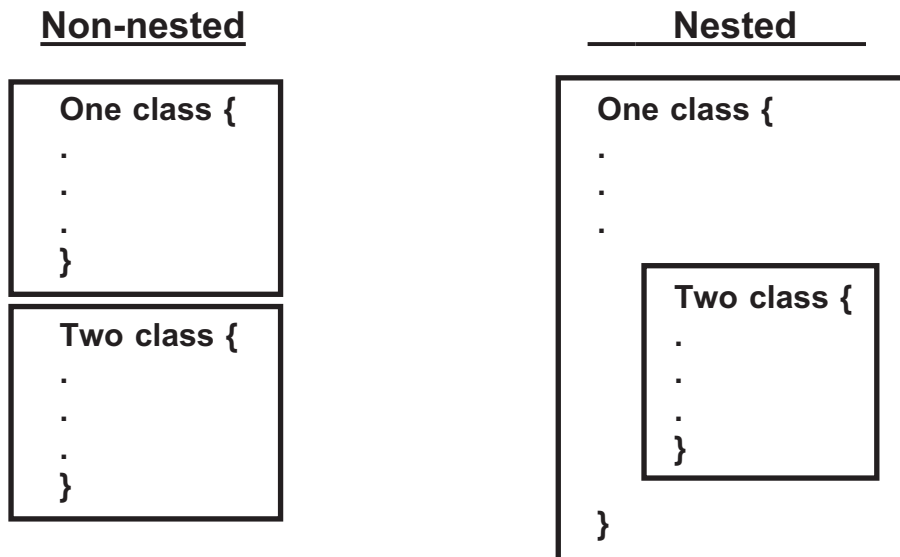 Non-nested
One class {
.
.
.
}
Two class {
.
.
.
}
Nested
One class {
.
.
.
Two class {
.
.
.
}
}